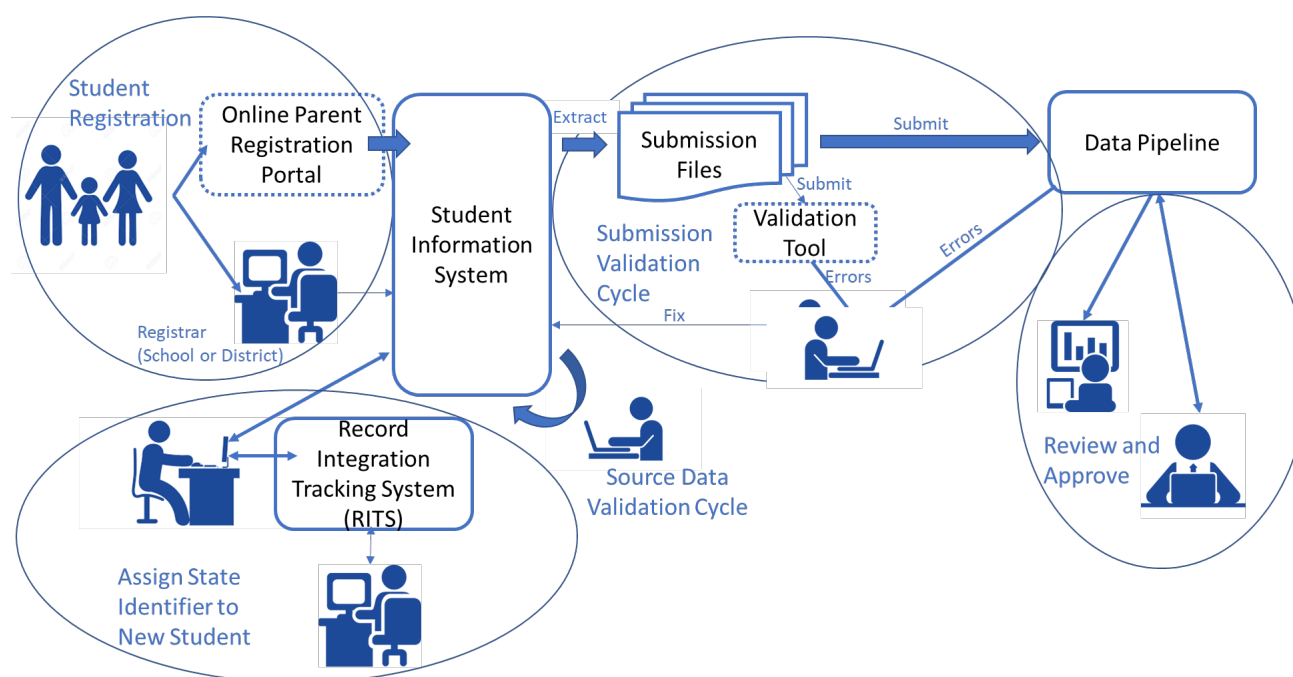 Student
Registration
Online Parent
Registration
Portal
Registrar
(School or District)
Student
Information
System
Extract
Submission
Files
Submit
Submit
Validation
Tool
Errors
Errors
Fix
Submission
Validation
Cycle
Data Pipeline
Review and
Approve
Source Data
Validation Cycle
Record
Integration
Tracking System
(RITS)
Assign State
Identifier to
New Student